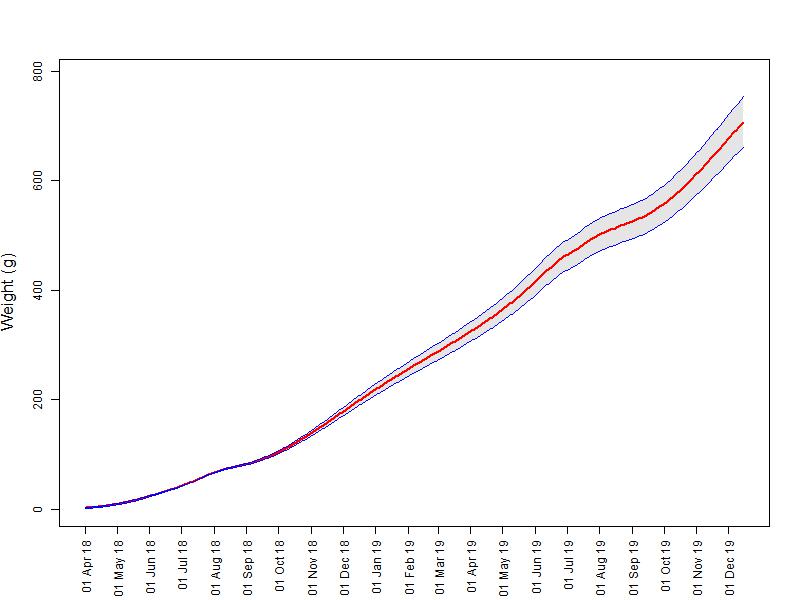 800
600
400
200
0
Weight (g)
01 Apr 18
01 May 18
01 Jun 18
01 Jul 18
01 Aug 18
01 Sep 18
01 Oct 18
01 Nov 18
01 Dec 18
01 Jan 19
01 Feb 19
01 Mar 19
01 Apr 19
01 May 19
01 Jun 19
01 Jul 19
01 Aug 19
01 Sep 19
01 Oct 19
01 Nov 19
01 Dec 19